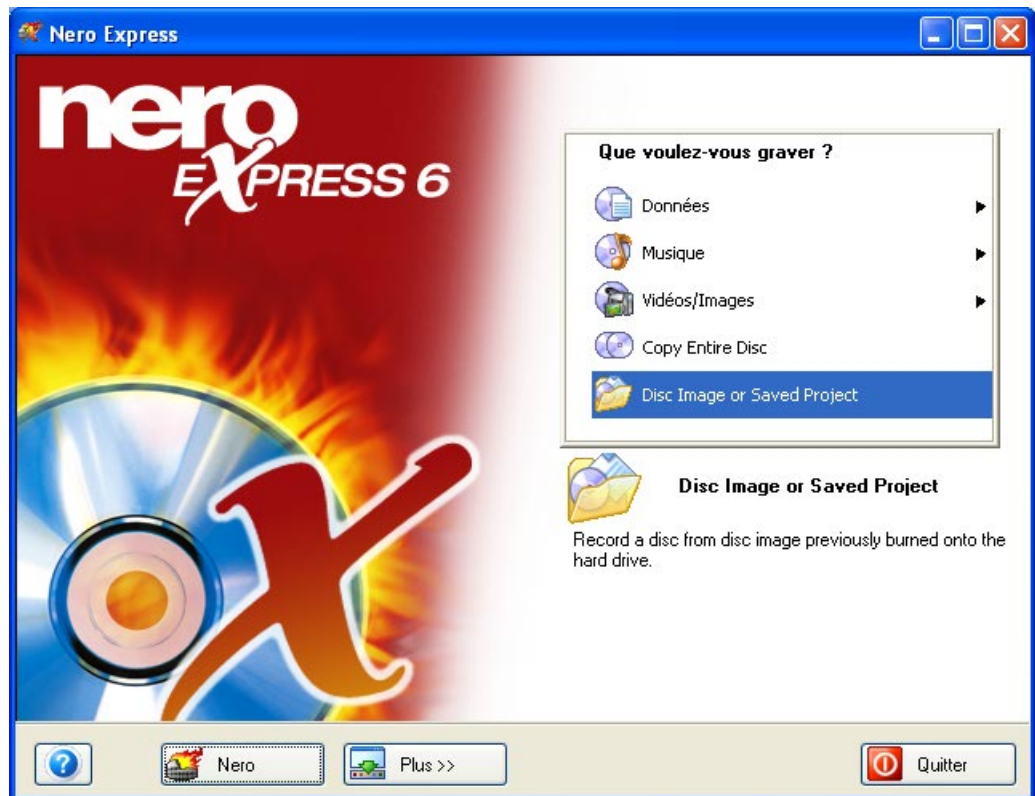 Nero Express
nero
EXPRESS 6
Que voulez-vous graver ?
Données
Musique
Vidéos/Images
Copy Entire Disc
Disc Image or Saved Project
Disc Image or Saved Project
Record a disc from disc image previously burned onto the
hard drive.
Nero
Plus >>
Quitter